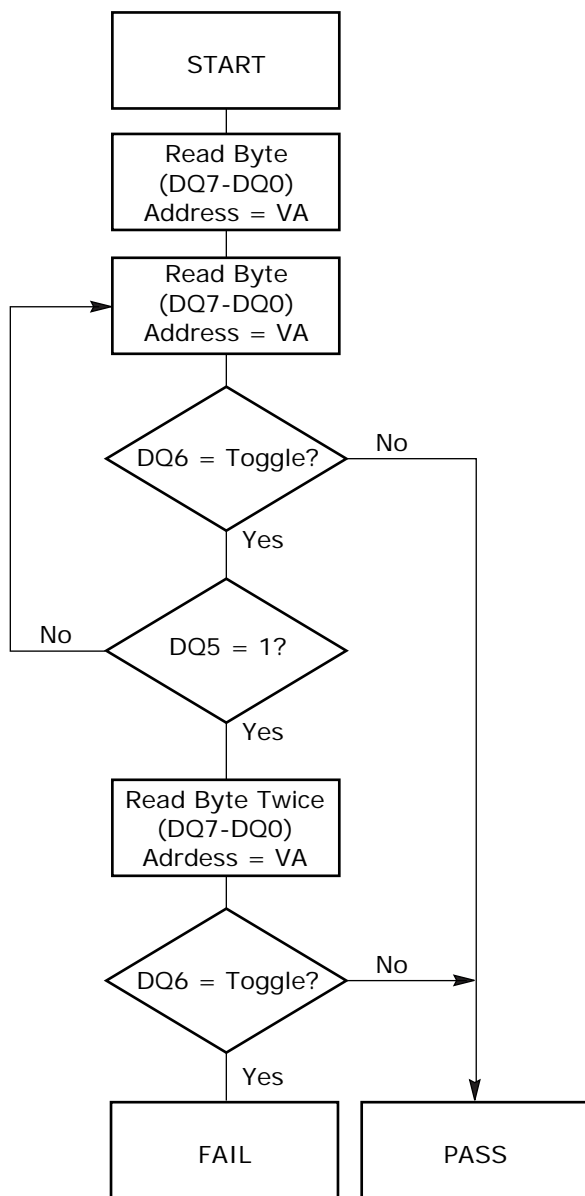 START
Read Byte
(DQ7-DQ0)
Address = VA
Read Byte
(DQ7-DQ0)
Address = VA
DQ6 = Toggle?
No
Yes
No
DQ5 = 1?
Yes
Read Byte Twice
(DQ7-DQ0)
Adrdess = VA
DQ6 = Toggle?
No
Yes
FAIL
PASS